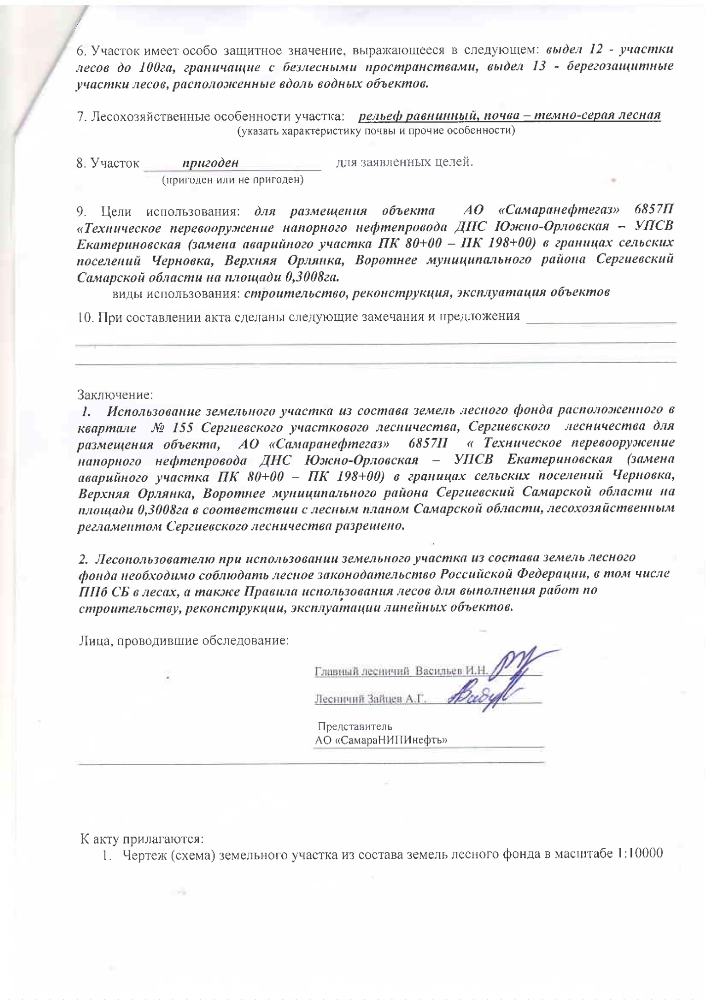 6. Участок имеет особо защитное значение, выражающееся в следующем: выдел 12 - участки
лесов до 100га, граничащие с безлесными пространствами, выдел 13 - берегозащитные
участки лесов, расположенные вдоль водных объектов.
7. Лесохозяйственные особенности участка: рельеф равнинный, почва – темно-серая лесная
(указать характеристику почвы и прочие особенности)
8. Участок пригоден для заявленных целей.
(пригоден или не пригоден)
9. Цели использования: для размещения объекта АО «Самаранефтегаз» 6857П
«Техническое перевооружение напорного нефтепровода ДНС Южно-Орловская – УПСВ
Екатериновская (замена аварийного участка ПК 80+00 – ПК 198+00) в границах сельских
поселений Черновка, Верхняя Орлянка, Воротнее муниципального района Сергиевский
Самарской области на площади 0,3008га.
виды использования: строительство, реконструкция, эксплуатация объектов
10. При составлении акта сделаны следующие замечания и предложения
Заключение:
1. Использование земельного участка из состава земель лесного фонда расположенного в
квартале № 155 Сергиевского участкового лесничества, Сергиевского лесничества для
размещения объекта, АО «Самаранефтегаз» 6857П « Техническое перевооружение
напорного нефтепровода ДНС Южно-Орловская – УПСВ Екатериновская (замена
аварийного участка ПК 80+00 – ПК 198+00) в границах сельских поселений Черновка,
Верхняя Орлянка, Воротнее муниципального района Сергиевский Самарской области на
площади 0,3008га в соответствии с лесным планом Самарской области, лесохозяйственным
регламентом Сергиевского лесничества разрешено.
2. Лесопользователю при использовании земельного участка из состава земель лесного
фонда необходимо соблюдать лесное законодательство Российской Федерации, в том числе
ППб СБ в лесах, а также Правила использования лесов для выполнения работ по
строительству, реконструкции, эксплуатации линейных объектов.
Лица, проводившие обследование:
Главный лесничий Васильев И.Н.
Лесничий Зайцев А.Г.
Представитель
АО «СамараНИПИнефть»
К акту прилагаются:
1. Чертеж (схема) земельного участка из состава земель лесного фонда в масштабе 1:10000